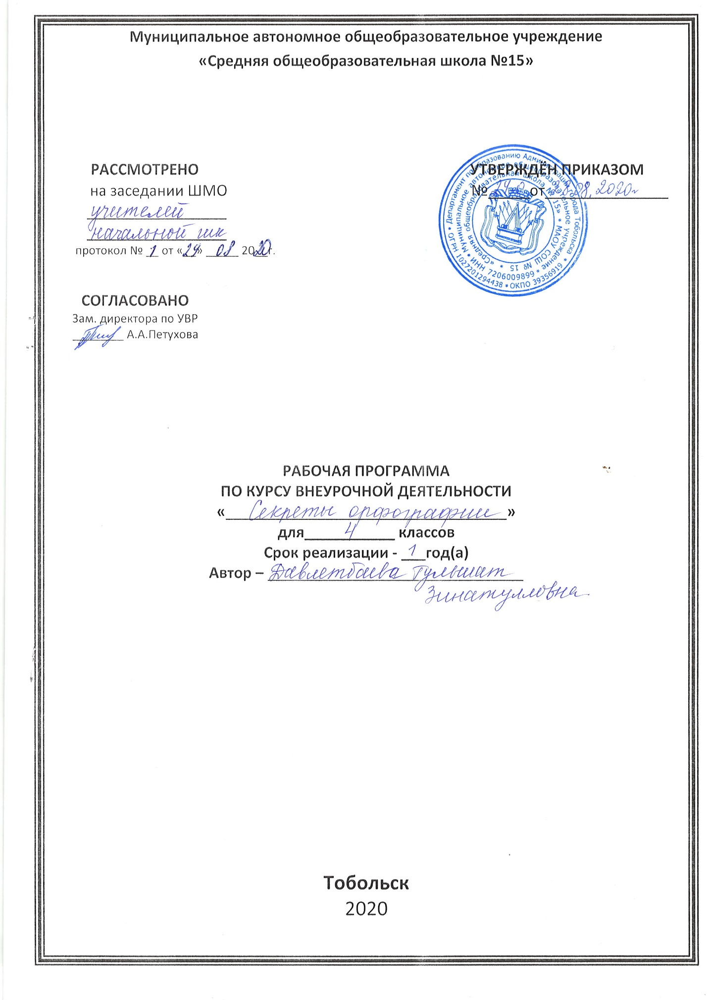 Муниципальное автономное общеобразовательное учреждение
«Средняя общеобразовательная школа №15»
РАССМОТРЕНО
на заседании ШМО
учителей
начальной шк
протокол № 1 от «24» 08 2020г.
СОГЛАСОВАНО
Зам. директора по УВР
А.А.Петухова
УТВЕРЖДЁН ПРИКАЗОМ
№ от 28.08.2020г
Департамент по образованию Администрации города Тобольска * ОКПО 39356919 * ОГРН 1027201294438 *
Муниципальное автономное общеобразовательное учреждение * ИНН 7206009899 *
«Средняя общеобразовательная школа № 15» * МАОУ СОШ № 15 *
РАБОЧАЯ ПРОГРАММА
ПО КУРСУ ВНЕУРОЧНОЙ ДЕЯТЕЛЬНОСТИ
«Секреты орфографии»
для 4 классов
Срок реализации - 1 год(а)
Автор – Давлетбаева Гульшат
Зинатулловна
Тобольск
2020